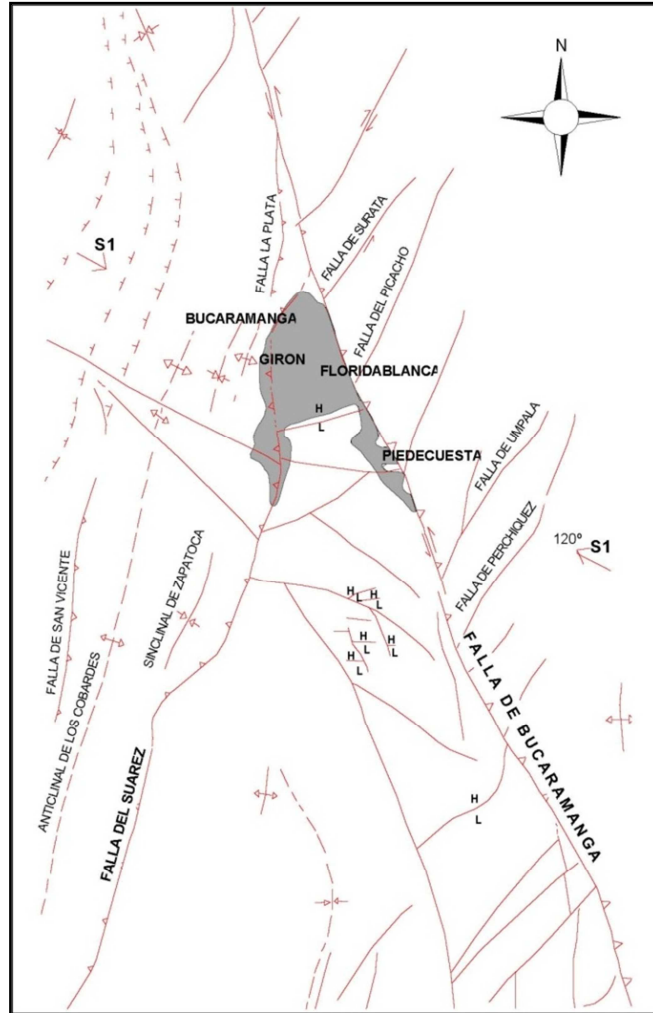 N
S1
FALLA LA PLATA
FALLA DE SURATA
FALLA DEL PICACHO
BUCARAMANGA
GIRON
FLORIDABLANCA
H
L
PIEDECUESTA
FALLA DE UMPALA
FALLA DE PERCHIQUEZ
120° S1
FALLA DE SAN VICENTE
SINCLINAL DE ZAPATOCA
ANTICLINAL DE LOS COBARDES
FALLA DEL SUAREZ
H
L
H
L
H
L
H
L
H
L
FALLA DE BUCARAMANGA
H
L